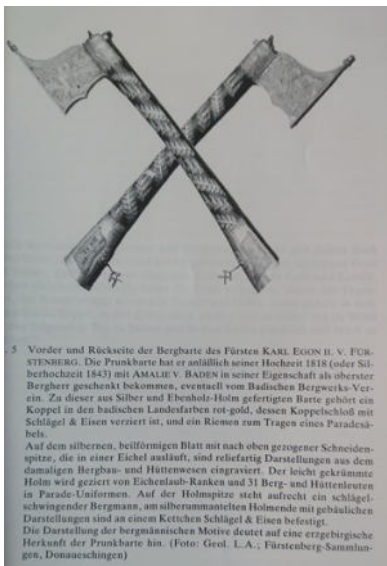 . 5 Vorder und Rückseite der Bergbarte des Fürsten KARL EGON II. V. FÜR-
STENBERG. Die Prunkbarte hat er anläßlich seiner Hochzeit 1818 (oder Sil-
berhochzeit 1843) mit AMALIE V. BADEN in seiner Eigenschaft als oberster
Bergherr geschenkt bekommen, eventuell vom Badischen Bergwerks-Ver-
ein. Zu dieser aus Silber und Ebenholz-Holm gefertigten Barte gehört ein
Koppel in den badischen Landesfarben rot-gold, dessen Koppelschloß mit
Schlägel & Eisen verziert ist, und ein Riemen zum Tragen eines Paradesä-
bels.
Auf dem silbernen, beilförmigen Blatt mit nach oben gezogener Schneiden-
spitze, die in einer Eichel ausläuft, sind reliefartig Darstellungen aus dem
damaligen Bergbau- und Hüttenwesen eingraviert. Der leicht gekrümmte
Holm wird geziert von Eichenlaub-Ranken und 31 Berg- und Hüttenleuten
in Parade-Uniformen. Auf der Holmspitze steht aufrecht ein schlägel-
schwingender Bergmann, am silberummantelten Holmende mit gebäulichen
Darstellungen sind an einem Kettchen Schlägel & Eisen befestigt.
Die Darstellung der bergmännischen Motive deutet auf eine erzgebirgische
Herkunft der Prunkbarte hin. (Foto: Geol. L.A.; Fürstenberg-Sammlun-
gen, Donaueschingen)